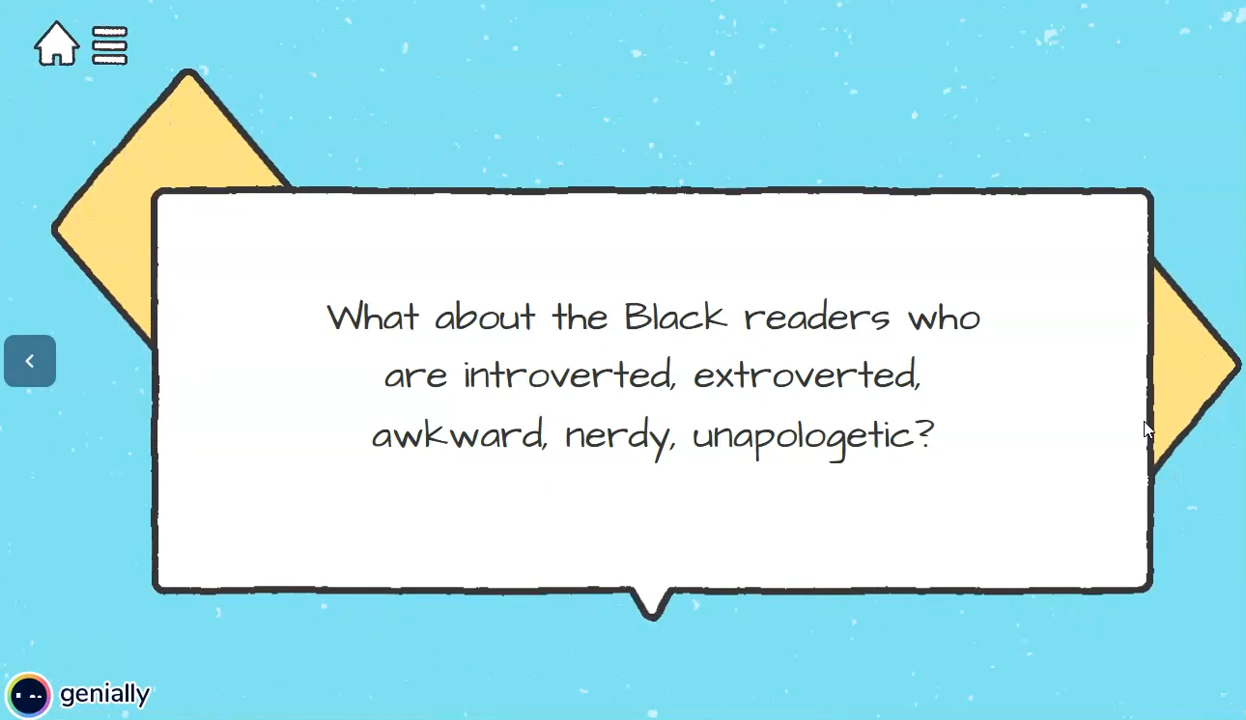 What about the Black readers who
are introverted, extroverted,
awkward, nerdy, unapologetic?
genially